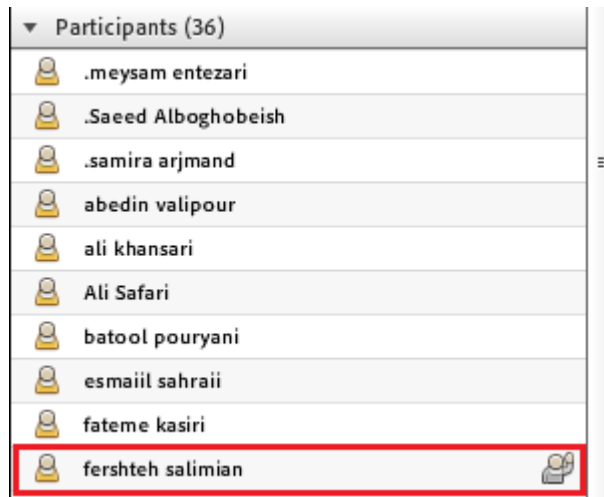 Participants (36)
.meysam entezari
.Saeed Alboghobeish
.samira arjmand
abedin valipour
ali khansari
Ali Safari
batool pouryani
esmaiil sahraii
fateme kasiri
fershteh salimian